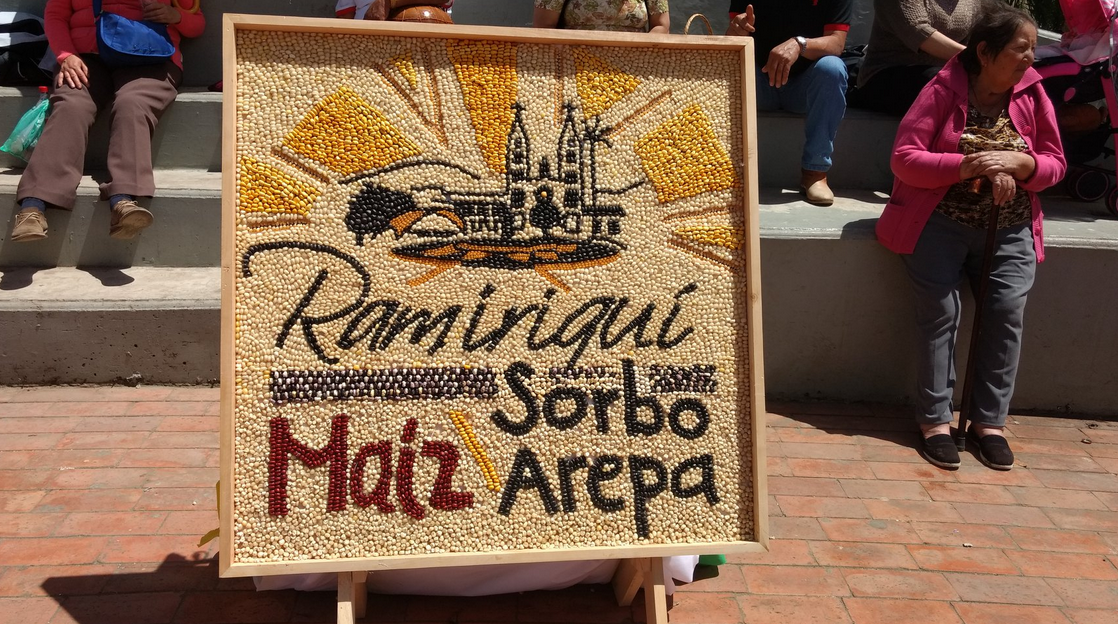 Ramiriquí
Sorbo
Maiz \ Arepa